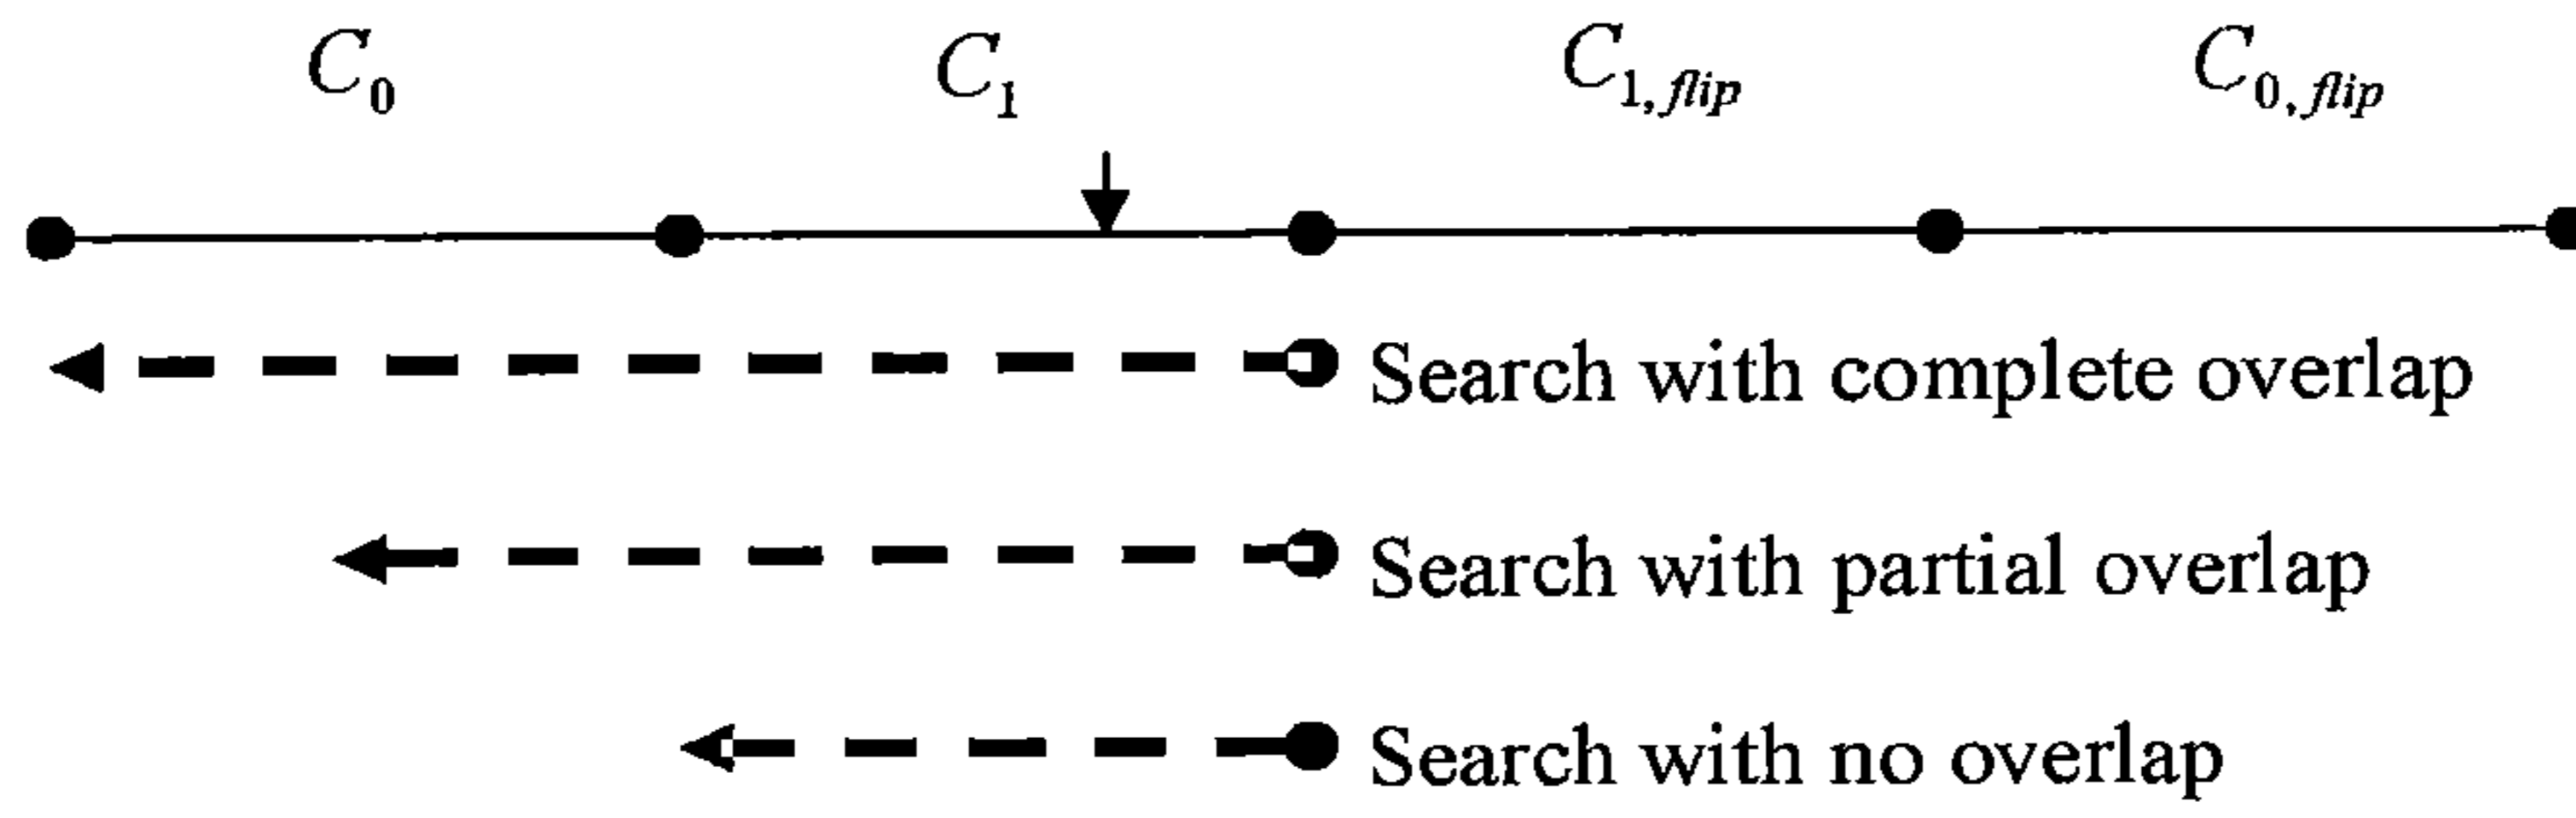 C0 C1 C1,flip C0,flip
Search with complete overlap
Search with partial overlap
Search with no overlap